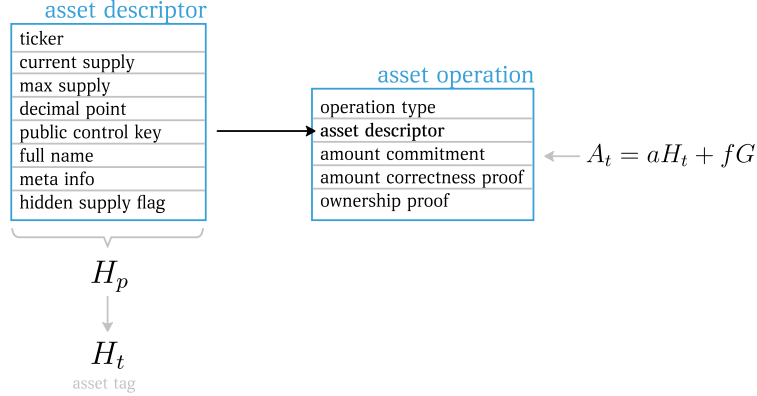 asset descriptor
ticker
current supply
max supply
decimal point
public control key
full name
meta info
hidden supply flag
H_p
H_t
asset tag
asset operation
operation type
asset descriptor
amount commitment
amount correctness proof
ownership proof
A_t = aH_t + fG